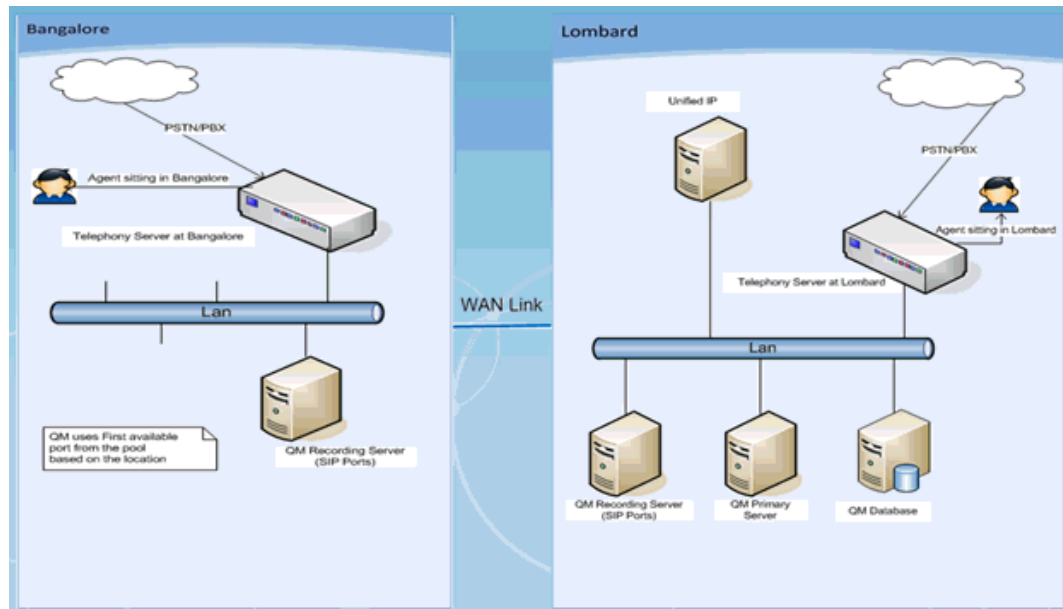 Bangalore
PSTN/PBX
Agent sitting in Bangalore
Telephony Server at Bangalore
Lan
QM Recording Server
(SIP Ports)
QM uses First available
port from the pool
based on the location
WAN Link
Lombard
Unified IP
PSTN/PBX
Agent sitting in Lombard
Telephony Server at Lombard
Lan
QM Recording Server
(SIP Ports)
QM Primary
Server
QM Database